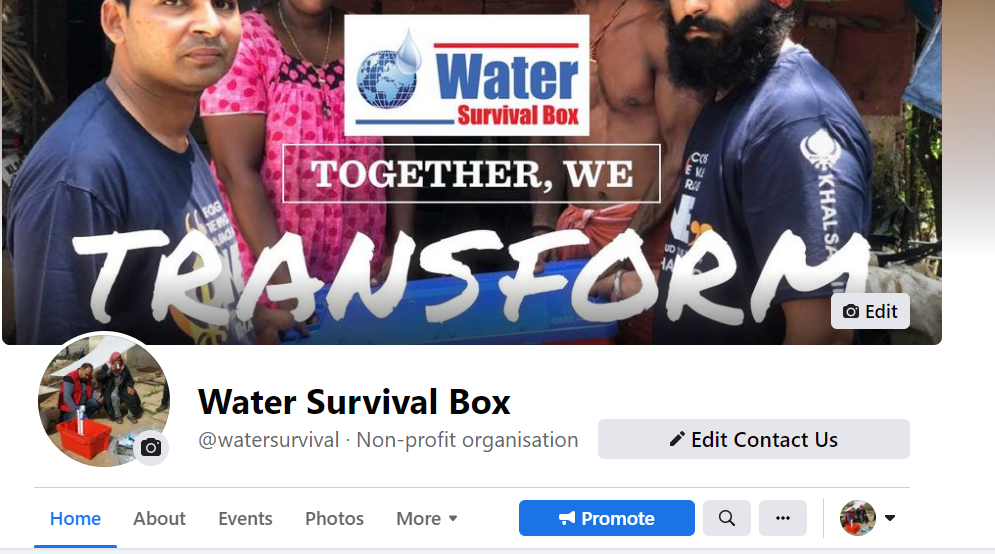 Water
Survival Box
TOGETHER, WE
TRANSFORM
KHALSA
Edit
Water Survival Box
@watersurvival · Non-profit organisation
Edit Contact Us
Home
About
Events
Photos
More
Promote